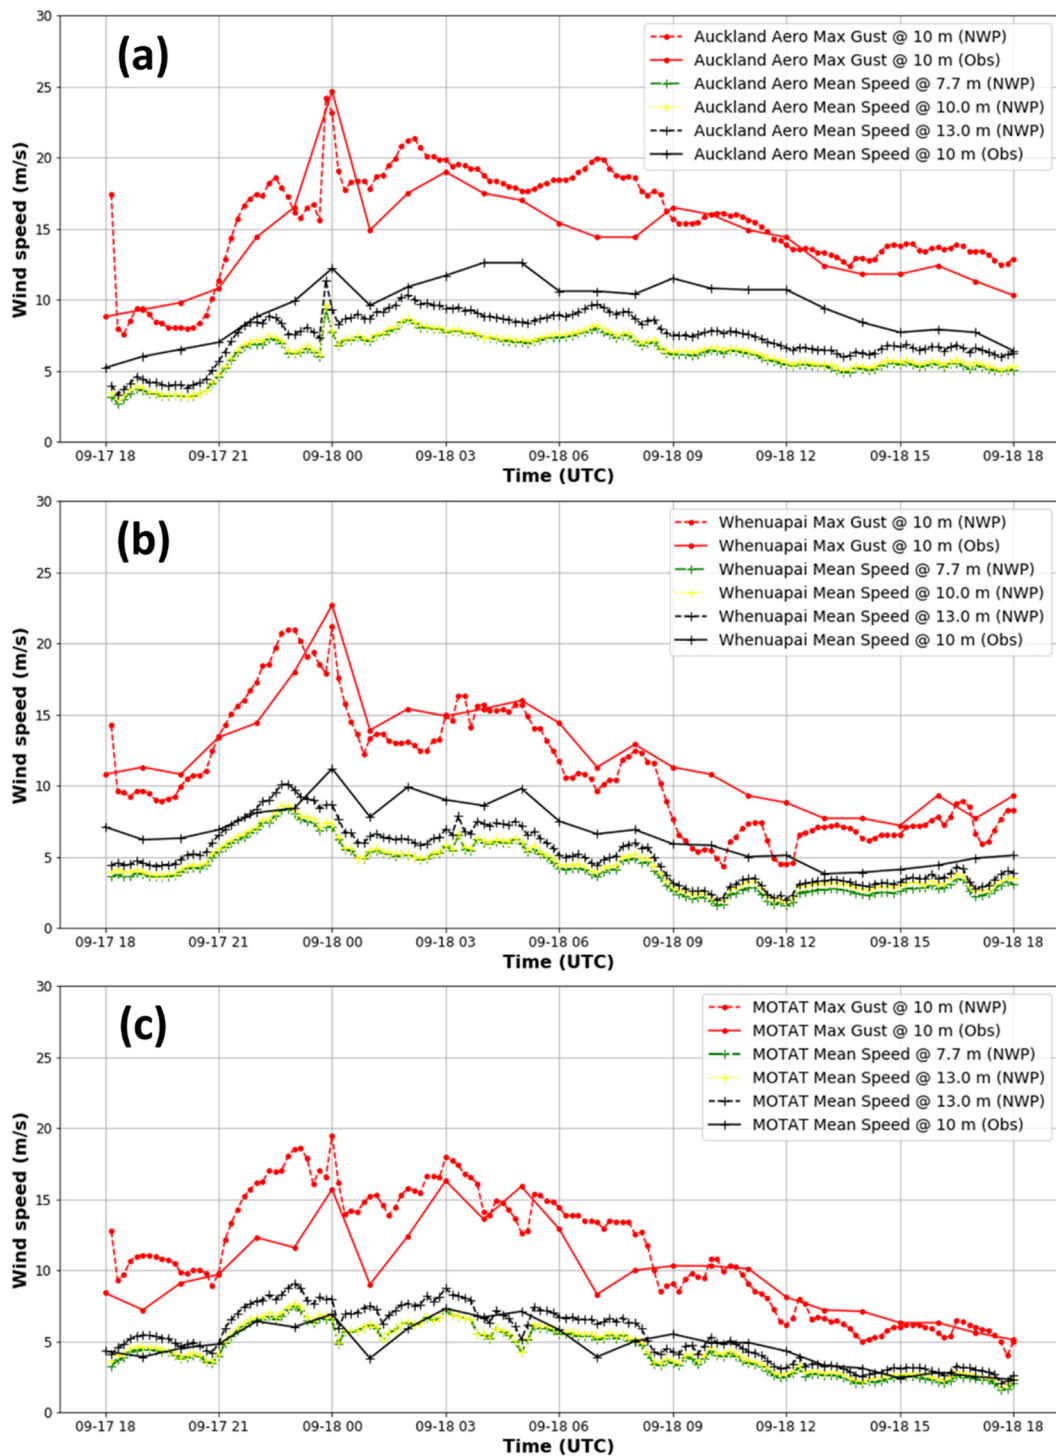 (a)
30
25
20
15
10
5
0
Wind speed (m/s)
Auckland Aero Max Gust @ 10 m (NWP)
Auckland Aero Max Gust @ 10 m (Obs)
Auckland Aero Mean Speed @ 7.7 m (NWP)
Auckland Aero Mean Speed @ 10.0 m (NWP)
Auckland Aero Mean Speed @ 13.0 m (NWP)
Auckland Aero Mean Speed @ 10 m (Obs)
09-17 18 09-17 21 09-18 00 09-18 03 09-18 06 09-18 09 09-18 12 09-18 15 09-18 18
Time (UTC)
(b)
30
25
20
15
10
5
0
Wind speed (m/s)
Whenuapai Max Gust @ 10 m (NWP)
Whenuapai Max Gust @ 10 m (Obs)
Whenuapai Mean Speed @ 7.7 m (NWP)
Whenuapai Mean Speed @ 10.0 m (NWP)
Whenuapai Mean Speed @ 13.0 m (NWP)
Whenuapai Mean Speed @ 10 m (Obs)
09-17 18 09-17 21 09-18 00 09-18 03 09-18 06 09-18 09 09-18 12 09-18 15 09-18 18
Time (UTC)
(c)
30
25
20
15
10
5
0
Wind speed (m/s)
MOTAT Max Gust @ 10 m (NWP)
MOTAT Max Gust @ 10 m (Obs)
MOTAT Mean Speed @ 7.7 m (NWP)
MOTAT Mean Speed @ 13.0 m (NWP)
MOTAT Mean Speed @ 13.0 m (NWP)
MOTAT Mean Speed @ 10 m (Obs)
09-17 18 09-17 21 09-18 00 09-18 03 09-18 06 09-18 09 09-18 12 09-18 15 09-18 18
Time (UTC)